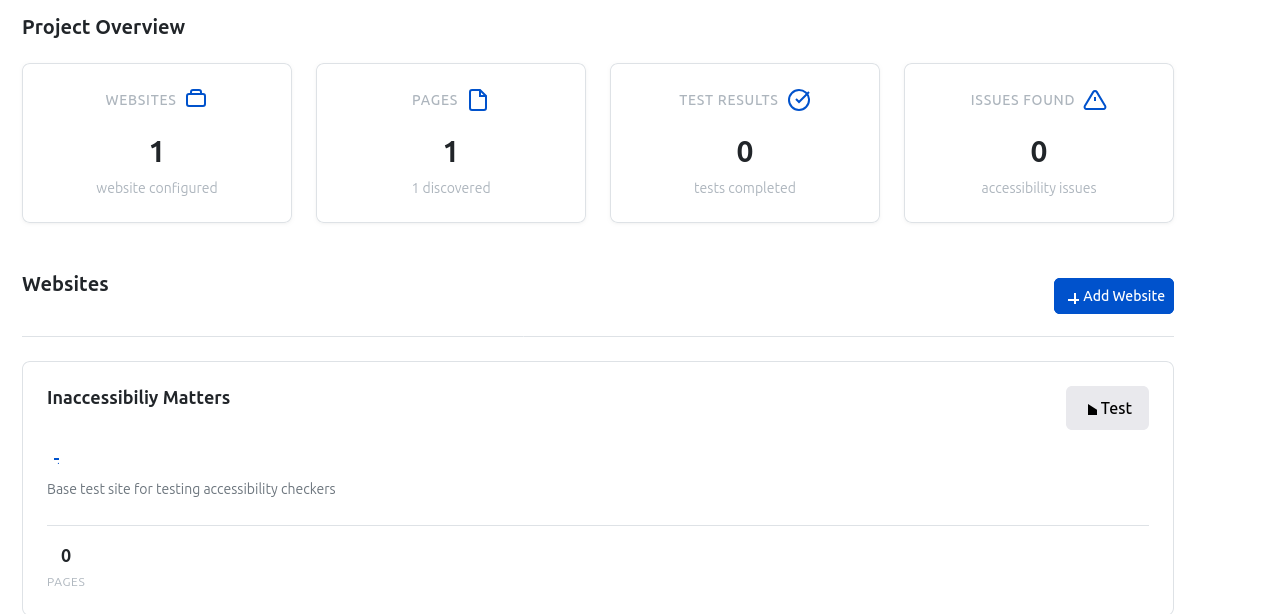 Project Overview
WEBSITES
PAGES
TEST RESULTS
ISSUES FOUND
1
1
0
0
website configured
1 discovered
tests completed
accessibility issues
Websites
Add Website
Inaccessibiliy Matters
Test
Base test site for testing accessibility checkers
0
PAGES